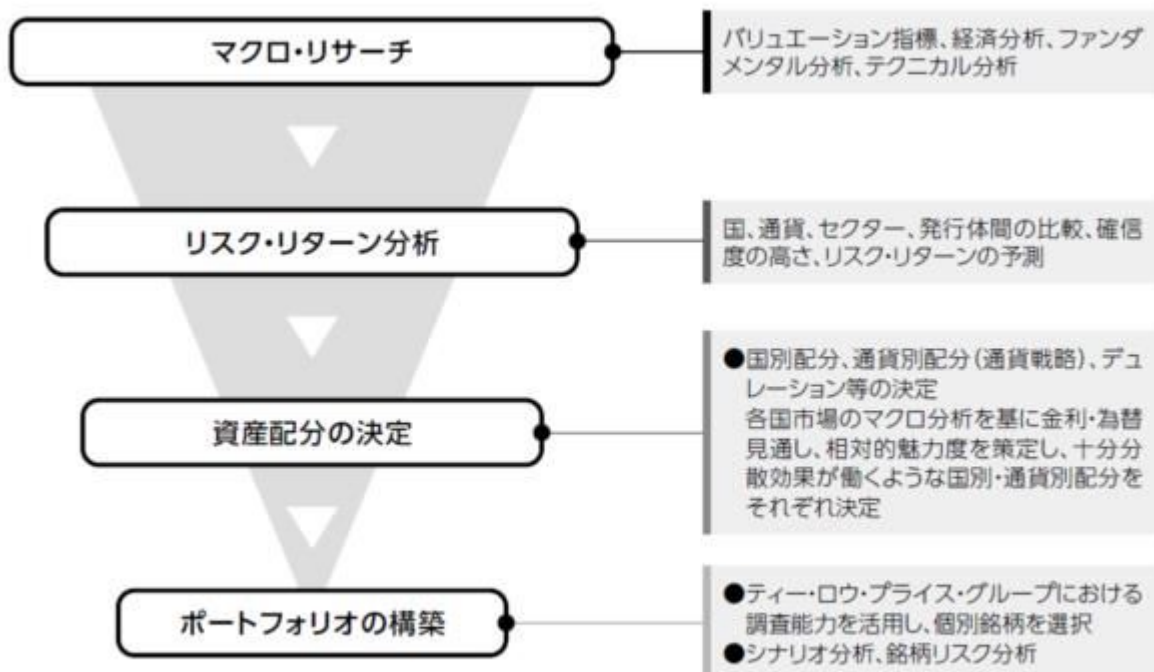 マクロ・リサーチ
バリュエーション指標、経済分析、ファンダ
メンタル分析、テクニカル分析
リスク・リターン分析
国、通貨、セクター、発行体間の比較、確信
度の高さ、リスク・リターンの予測
資産配分の決定
●国別配分、通貨別配分(通貨戦略)、デュ
レーション等の決定
各国市場のマクロ分析を基に金利・為替
見通し、相対的魅力度を策定し、十分分
散効果が働くような国別・通貨別配分を
それぞれ決定
ポートフォリオの構築
●ティー・ロウ・プライス・グループにおける
調査能力を活用し、個別銘柄を選択
●シナリオ分析、銘柄リスク分析